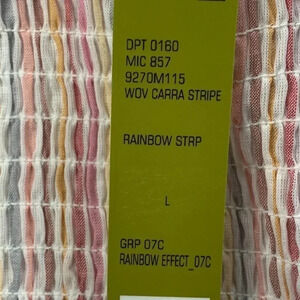 DPT 0160
MIC 857
9270M115
WOV CARRA STRIPE
RAINBOW STRP
L
GRP 07C
RAINBOW EFFECT_07C